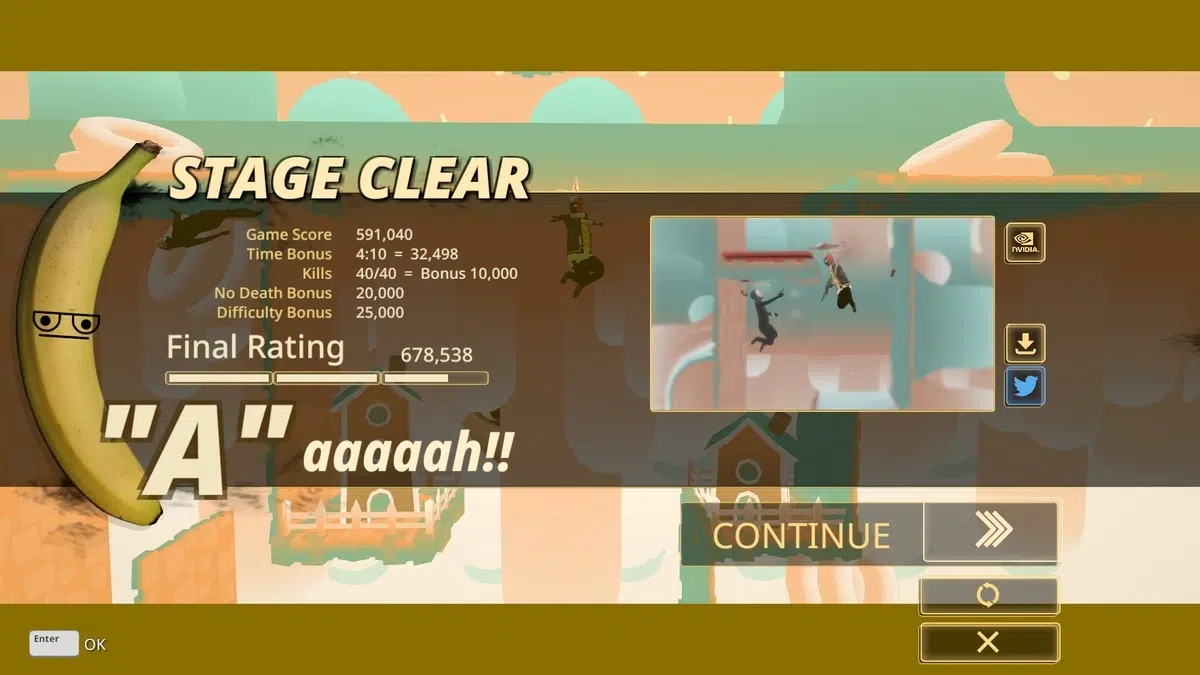 STAGE CLEAR
Game Score 591,040
Time Bonus 4:10 = 32,498
Kills 40/40 = Bonus 10,000
No Death Bonus 20,000
Difficulty Bonus 25,000
Final Rating 678,538
"A" aaaaah!!
NVIDIA.
CONTINUE
Enter OK